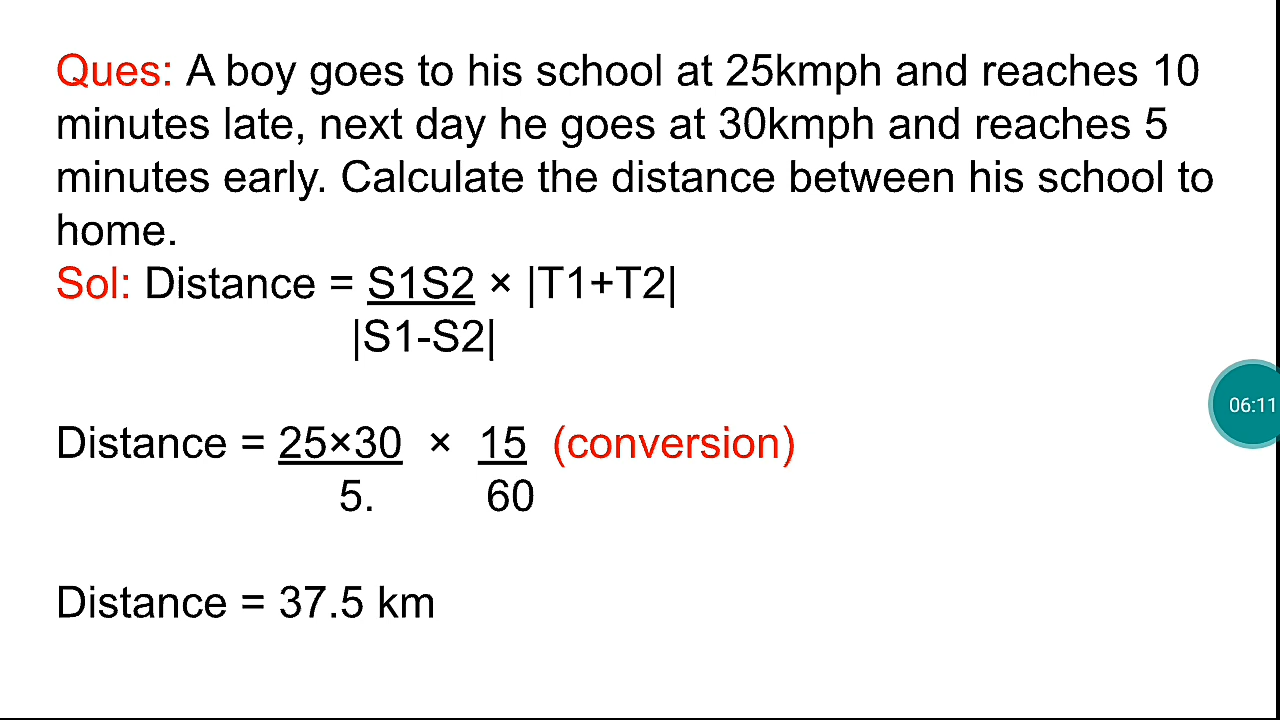 Ques: A boy goes to his school at 25kmph and reaches 10
minutes late, next day he goes at 30kmph and reaches 5
minutes early. Calculate the distance between his school to
home.
Sol: Distance = S1S2 × |T1+T2|
|S1-S2|
Distance = 25×30 × 15 (conversion)
5. 60
Distance = 37.5 km
06:11